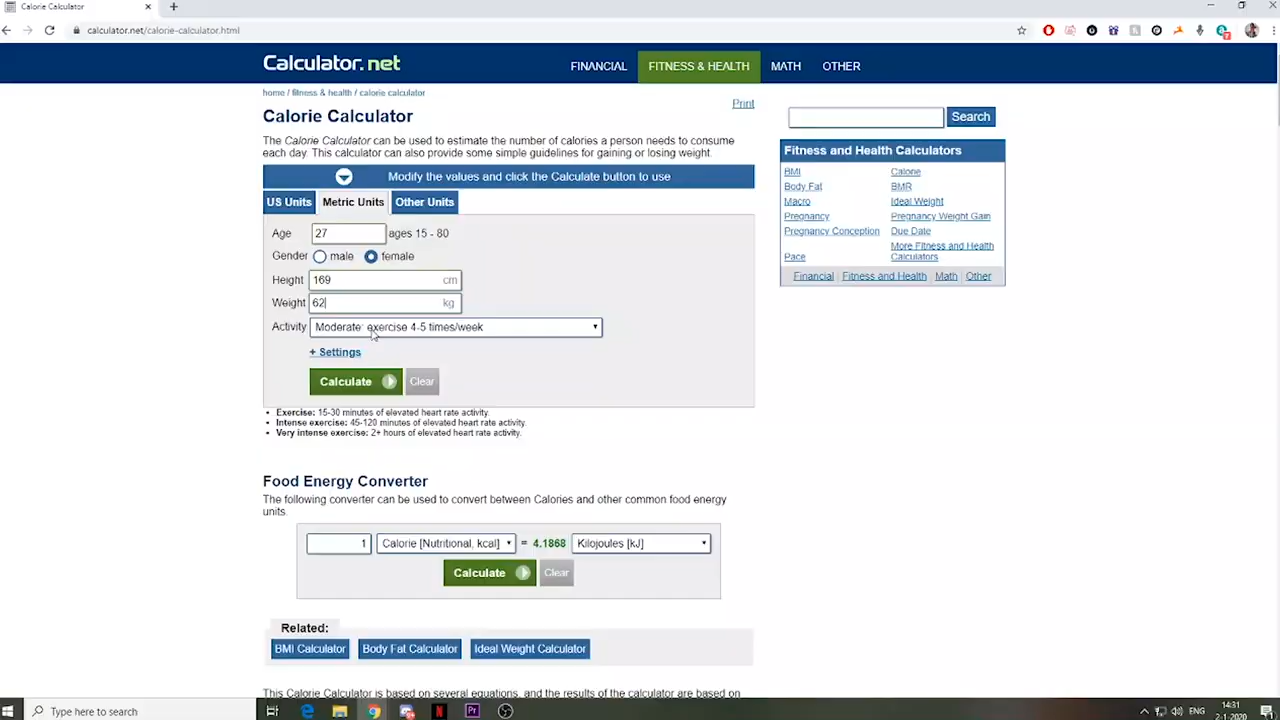 Calorie Calculator
calculator.net/calorie-calculator.html
Calculator.net
FINANCIAL
FITNESS & HEALTH
MATH
OTHER
home / fitness & health / calorie calculator
Print
Calorie Calculator
The Calorie Calculator can be used to estimate the number of calories a person needs to consume
each day. This calculator can also provide some simple guidelines for gaining or losing weight.
Modify the values and click the Calculate button to use
US Units
Metric Units
Other Units
Age 27 ages 15 - 80
Gender male female
Height 169 cm
Weight 62 kg
Activity Moderate: exercise 4-5 times/week
+ Settings
Calculate
Clear
Exercise: 15-30 minutes of elevated heart rate activity.
Intense exercise: 45-120 minutes of elevated heart rate activity.
Very intense exercise: 2+ hours of elevated heart rate activity.
Search
Fitness and Health Calculators
BMI Calorie
Body Fat BMR
Macro Ideal Weight
Pregnancy Pregnancy Weight Gain
Pregnancy Conception Due Date
Pace More Fitness and Health
Calculators
Financial Fitness and Health Math Other
Food Energy Converter
The following converter can be used to convert between Calories and other common food energy
units.
1 Calorie [Nutritional, kcal] = 4.1868 Kilojoules [kJ]
Calculate
Clear
Related:
BMI Calculator
Body Fat Calculator
Ideal Weight Calculator
This Calorie Calculator is based on several equations, and the results of the calculator are based on
Type here to search
Pr
ENG
14:31
2-1-2020